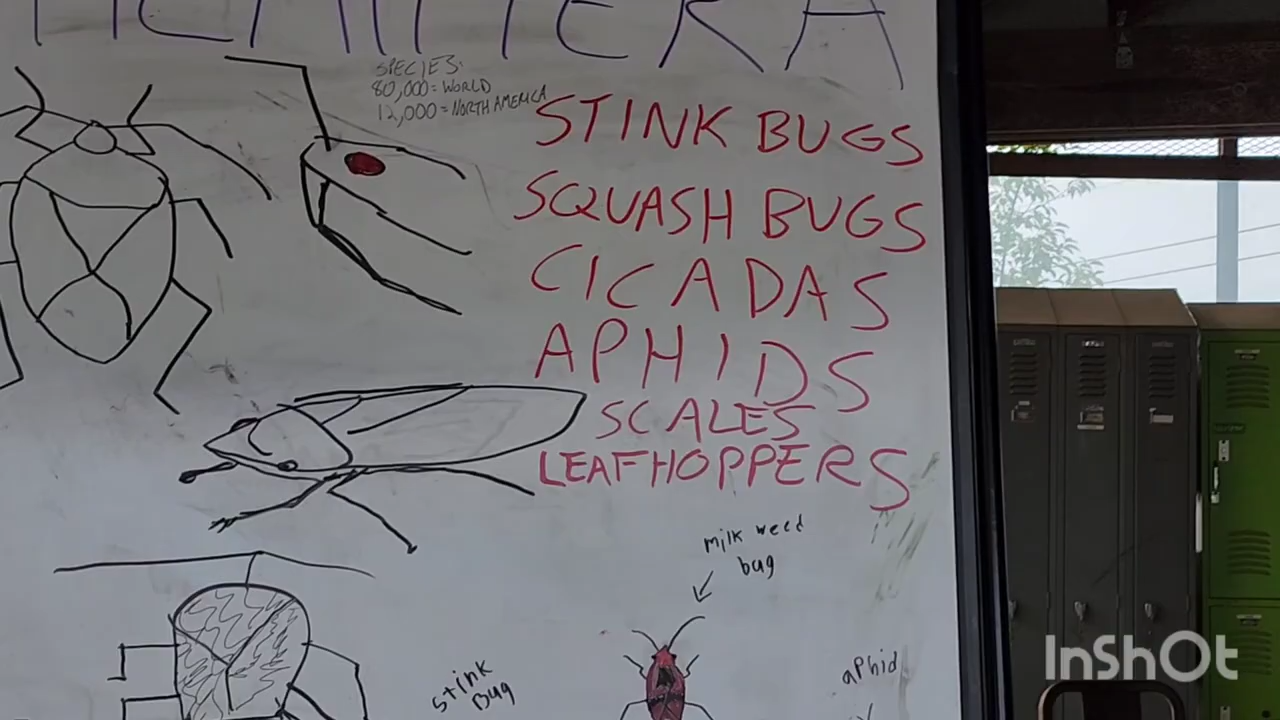 HEMIPTERA
SPECIES:
80,000 = WORLD
12,000 = NORTH AMERICA
STINK BUGS
SQUASH BUGS
CICADAS
APHIDS
SCALES
LEAFHOPPERS
milk weed
bug
stink
Bug
aphid
InShOt